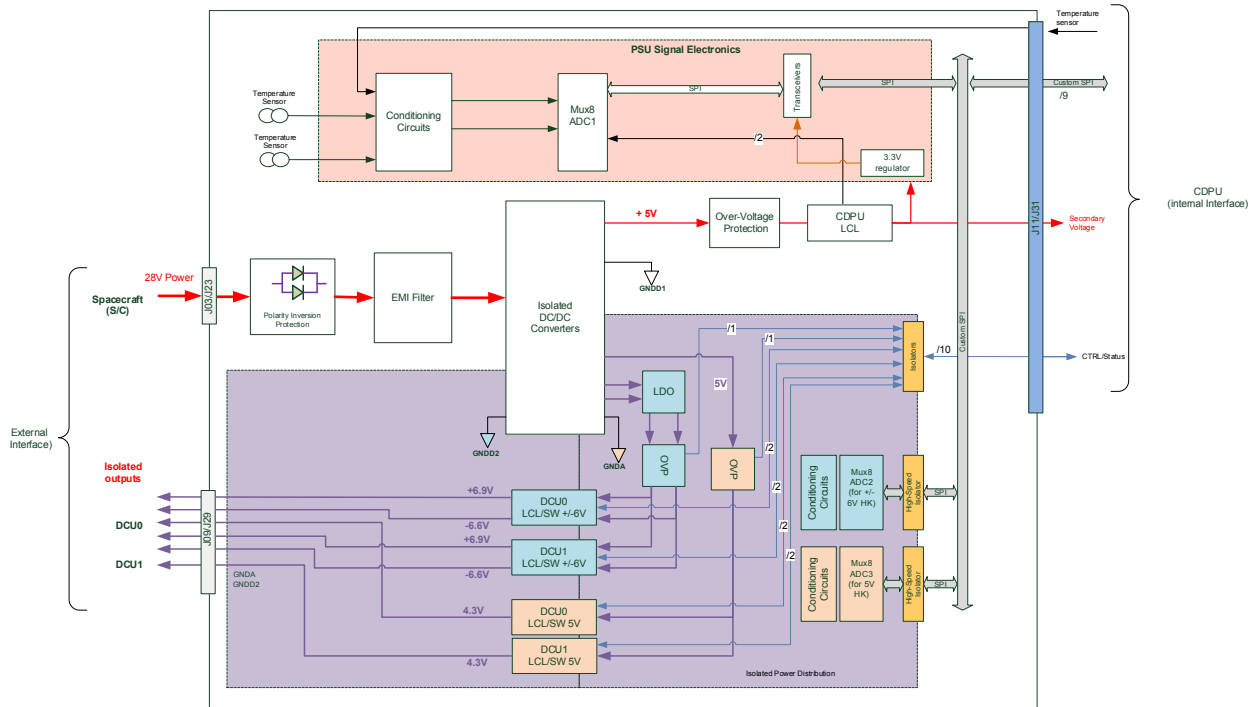 Temperature
sensor
PSU Signal Electronics
Transceivers
SPI
SPI
Custom SPI
/9
Temperature
Sensor
Conditioning
Circuits
Mux8
ADC1
Temperature
Sensor
/2
3.3V
regulator
CDPU
(internal Interface)
J11/J31
+ 5V
Over-Voltage
Protection
CDPU
LCL
Secondary
Voltage
28V Power
Spacecraft
(S/C)
J03/J23
Polarity Inversion
Protection
EMI Filter
Isolated
DC/DC
Converters
GNDD1
Custom SPI
/1
/1
Isolators
/10
CTRL/Status
5V
LDO
External
Interface)
GNDD2
GNDA
OVP
OVP
/2
/2
/2
/2
Isolated
outputs
DCU0
DCU1
J09/J29
GNDA
GNDD2
+6.9V
-6.6V
+6.9V
-6.6V
4.3V
4.3V
DCU0
LCL/SW +/-6V
DCU1
LCL/SW +/-6V
DCU0
LCL/SW 5V
DCU1
LCL/SW 5V
Conditioning
Circuits
Mux8
ADC2
(for +/-
6V HK)
High-Speed
Isolator
SPI
Conditioning
Circuits
Mux8
ADC3
(for 5V
HK)
High-Speed
Isolator
SPI
Isolated Power Distribution